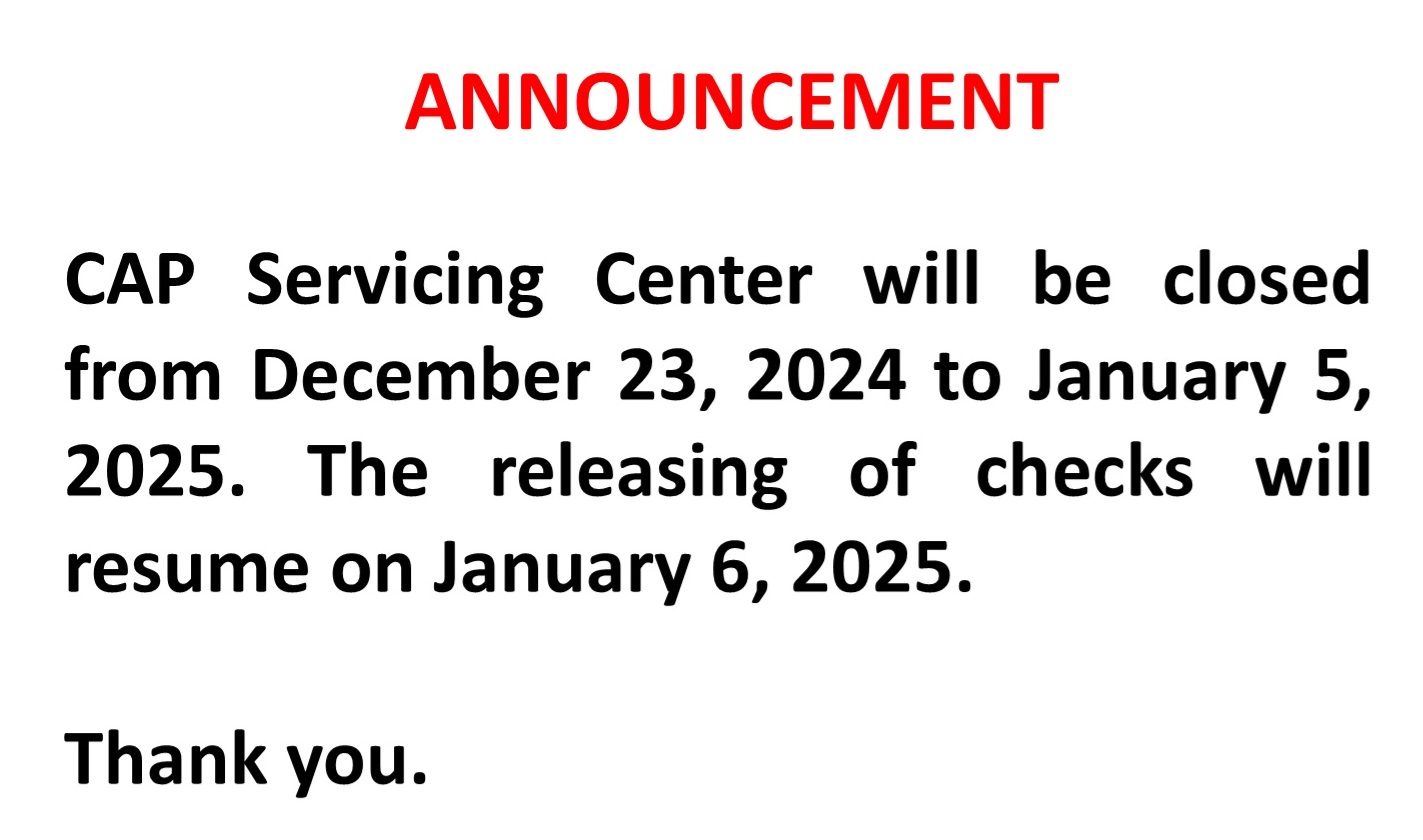 ANNOUNCEMENT
CAP Servicing Center will be closed
from December 23, 2024 to January 5,
2025. The releasing of checks will
resume on January 6, 2025.
Thank you.